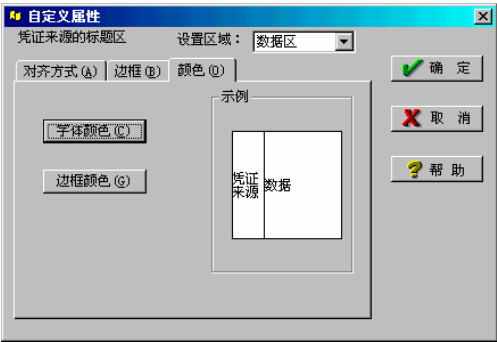 自定义属性
凭证来源的标题区
设置区域：
数据区
对齐方式(A)
边框(B)
颜色(O)
确 定
取 消
帮 助
字体颜色(C)
边框颜色(G)
示例
凭证
来源
数据